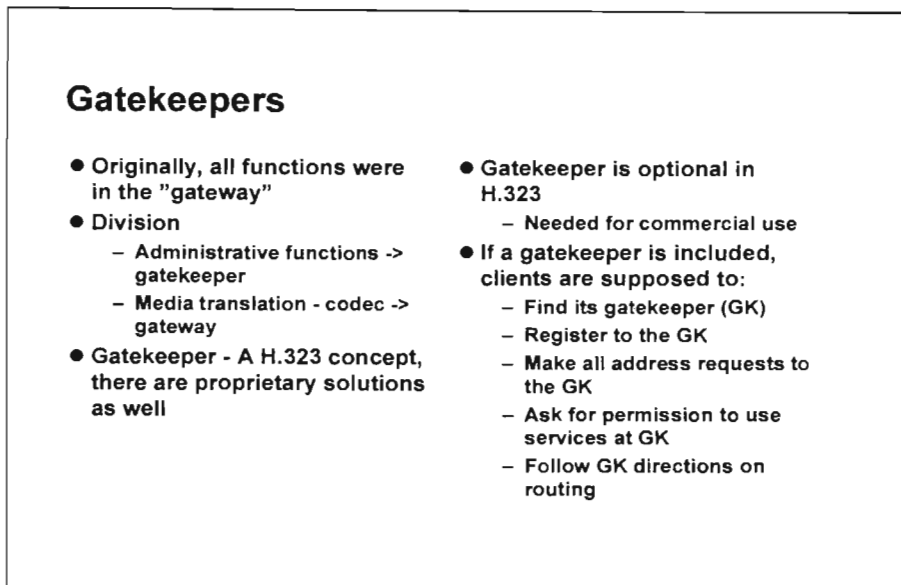 Gatekeepers
● Originally, all functions were
in the ”gateway”
● Division
– Administrative functions ->
gatekeeper
– Media translation - codec ->
gateway
● Gatekeeper - A H.323 concept,
there are proprietary solutions
as well
● Gatekeeper is optional in
H.323
– Needed for commercial use
● If a gatekeeper is included,
clients are supposed to:
– Find its gatekeeper (GK)
– Register to the GK
– Make all address requests to
the GK
– Ask for permission to use
services at GK
– Follow GK directions on
routing